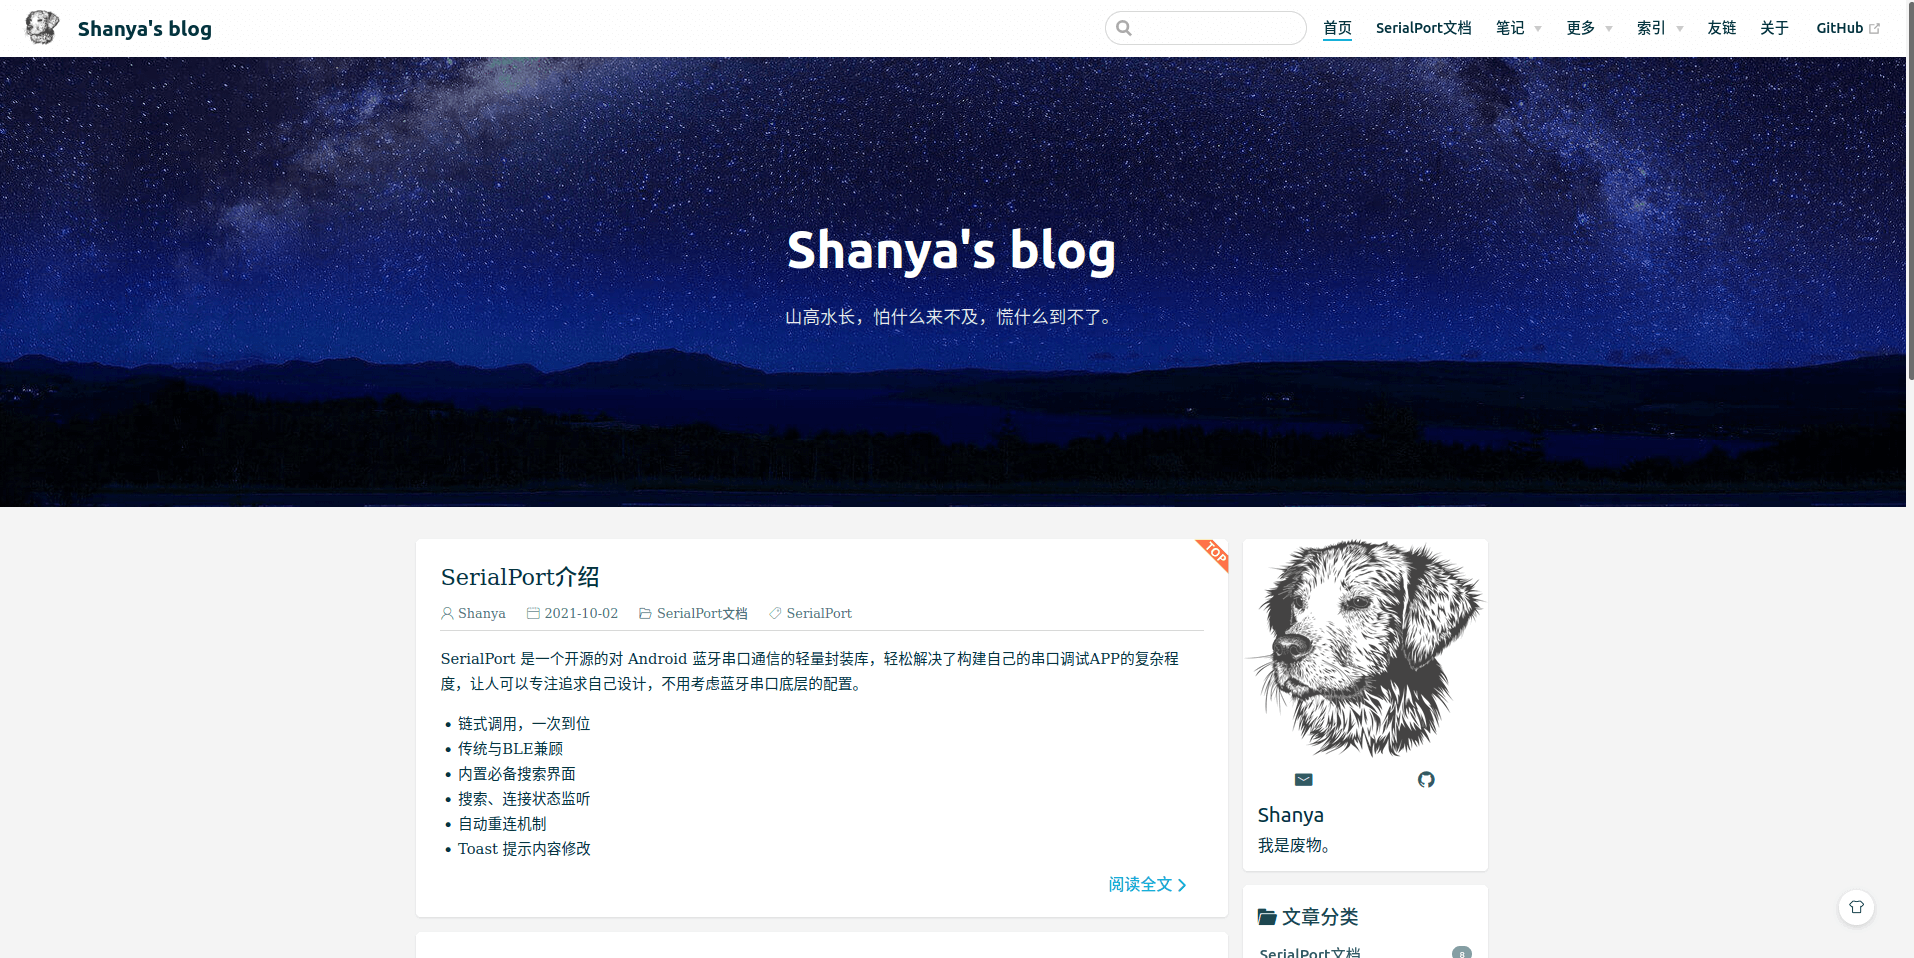 Shanya's blog
首页 SerialPort文档 笔记 更多 索引 友链 关于 GitHub
Shanya's blog
山高水长，怕什么来不及，慌什么到不了。
TOP
SerialPort介绍
Shanya 2021-10-02 SerialPort文档 SerialPort
SerialPort 是一个开源的对 Android 蓝牙串口通信的轻量封装库，轻松解决了构建自己的串口调试APP的复杂程
度，让人可以专注追求自己设计，不用考虑蓝牙串口底层的配置。
链式调用，一次到位
传统与BLE兼顾
内置必备搜索界面
搜索、连接状态监听
自动重连机制
Toast 提示内容修改
阅读全文
Shanya
我是废物。
文章分类
SerialPort文档 8